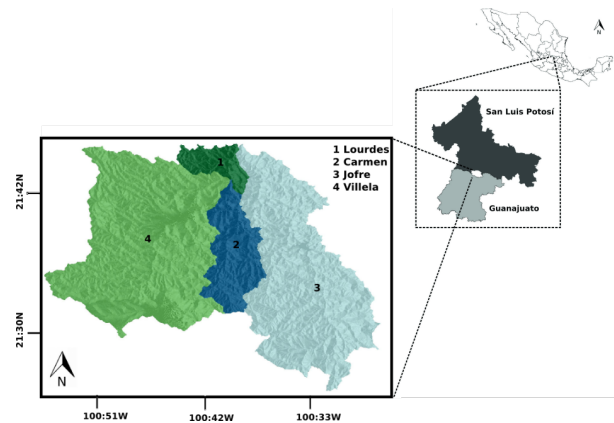 N
San Luis Potosí
Guanajuato
1 Lourdes
2 Carmen
3 Jofre
4 Villela
1
2
3
4
21:42N
21:30N
N
100:51W
100:42W
100:33W